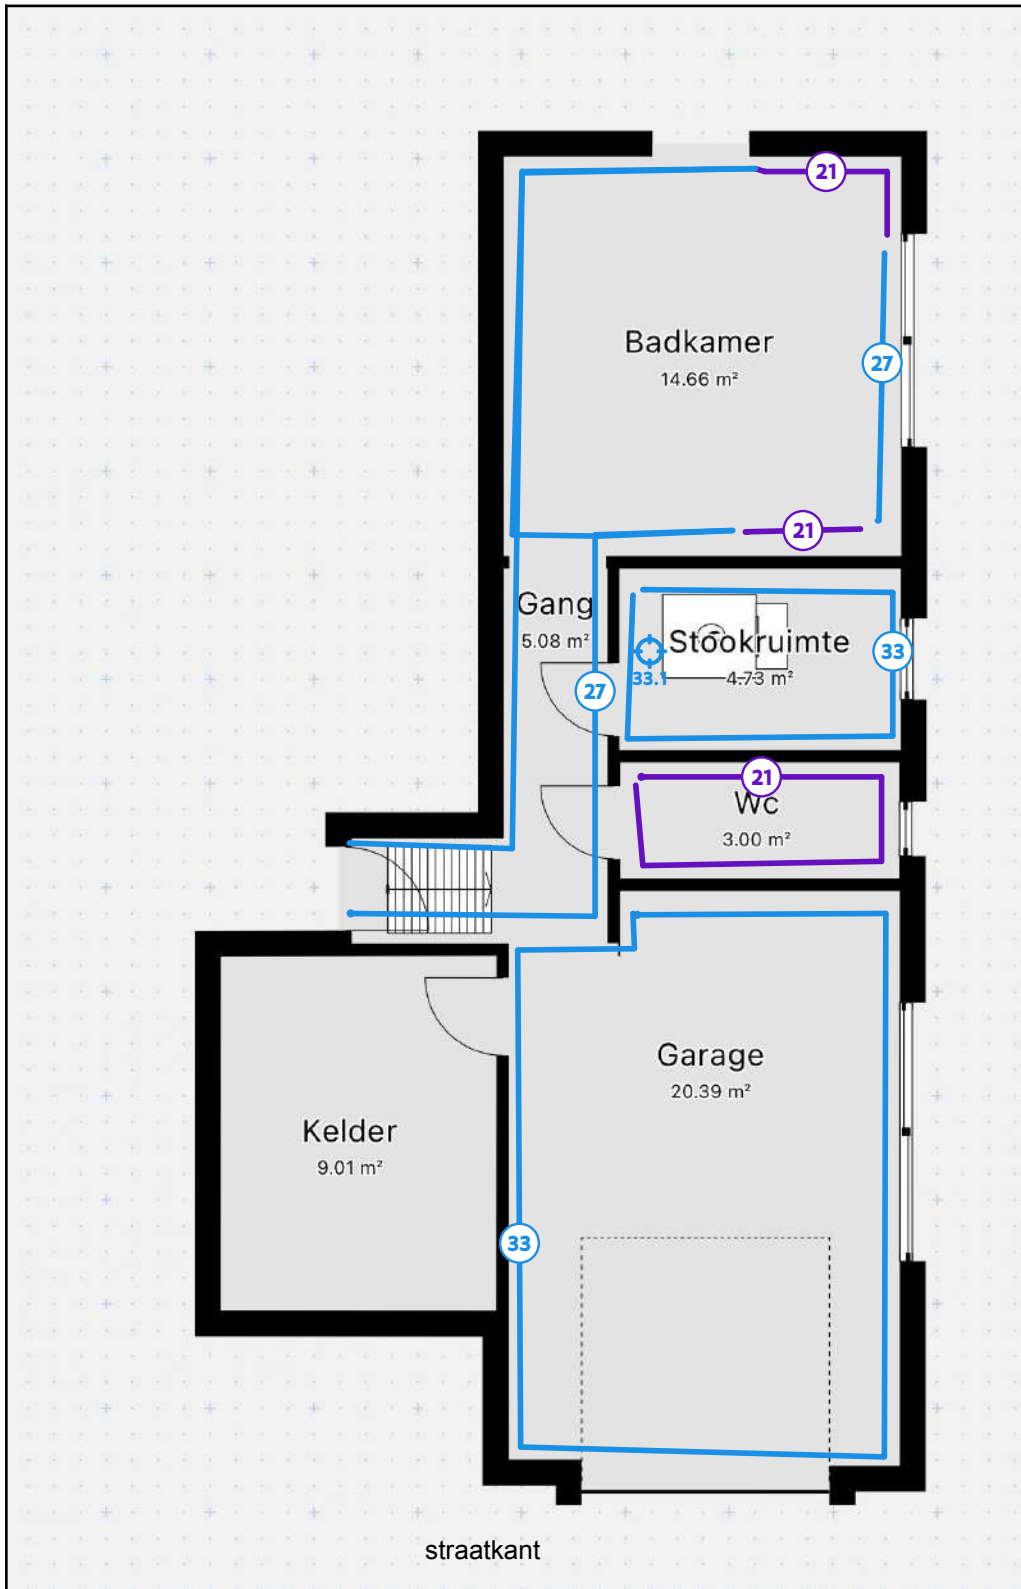 21
Badkamer
14.66 m²
27
21
Gang
5.08 m²
Stookruimte
4.73 m²
33
33.1
27
21
Wc
3.00 m²
Garage
20.39 m²
Kelder
9.01 m²
33
straatkant